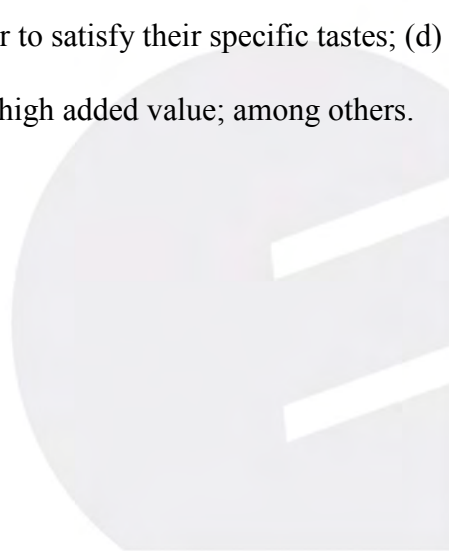 r to satisfy their specific tastes; (d)
high added value; among others.